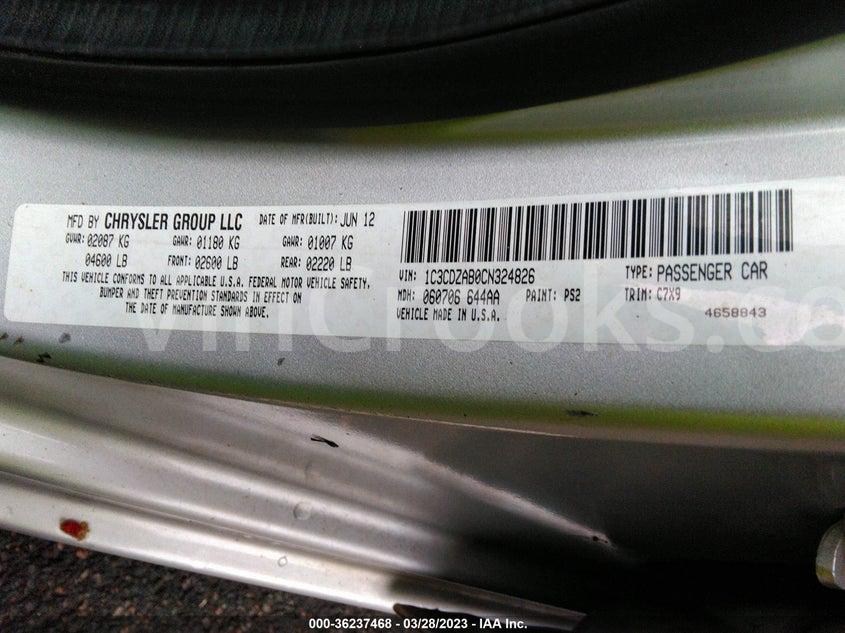 MFD BY CHRYSLER GROUP LLC DATE OF MFR(BUILT): JUN 12
GVWR: 02087 KG GAWR: 01180 KG GAWR: 01007 KG
04600 LB FRONT: 02600 LB REAR: 02220 LB
THIS VEHICLE CONFORMS TO ALL APPLICABLE U.S.A. FEDERAL MOTOR VEHICLE SAFETY,
BUMPER AND THEFT PREVENTION STANDARDS IN EFFECT ON
THE DATE OF MANUFACTURE SHOWN ABOVE.
VIN: 1C3CDZAB0CN324826 TYPE: PASSENGER CAR
MDH: 060706 644AA PAINT: PS2 TRIM: C7X9
VEHICLE MADE IN U.S.A. 4658843
vinCrooks.co
000-36237468 - 03/28/2023 - IAA Inc.